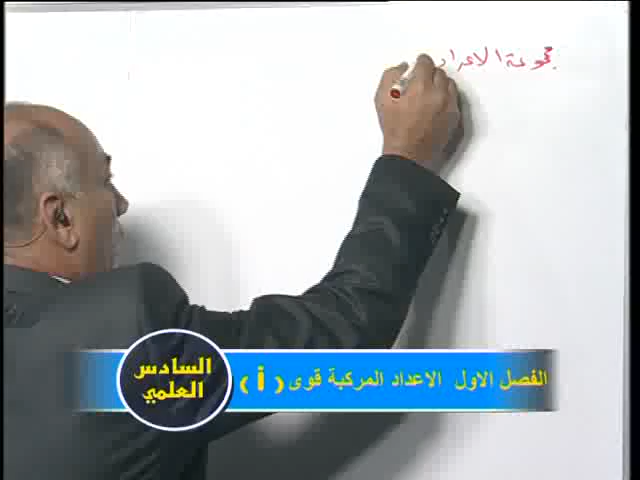 مجموعة الاعداد
السادس
العلمي
الفصل الاول الاعداد المركبة قوى ( i )